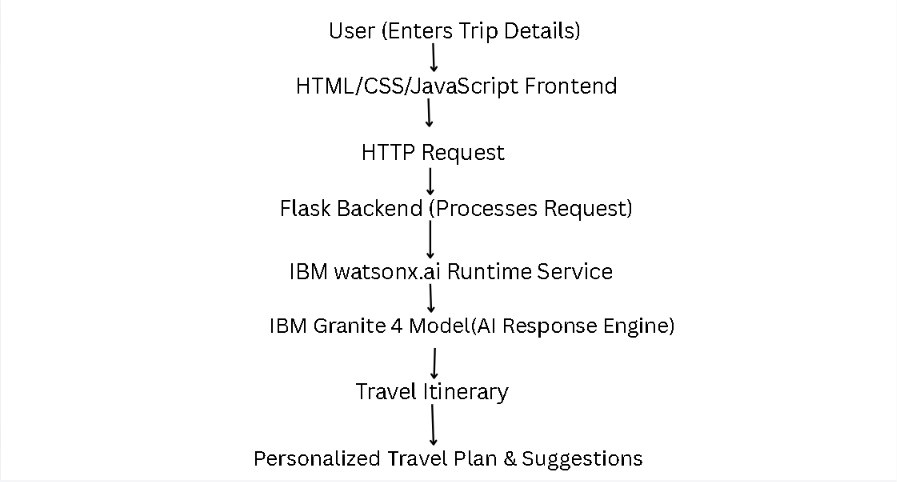 User (Enters Trip Details)
HTML/CSS/JavaScript Frontend
HTTP Request
Flask Backend (Processes Request)
IBM watsonx.ai Runtime Service
IBM Granite 4 Model(AI Response Engine)
Travel Itinerary
Personalized Travel Plan & Suggestions